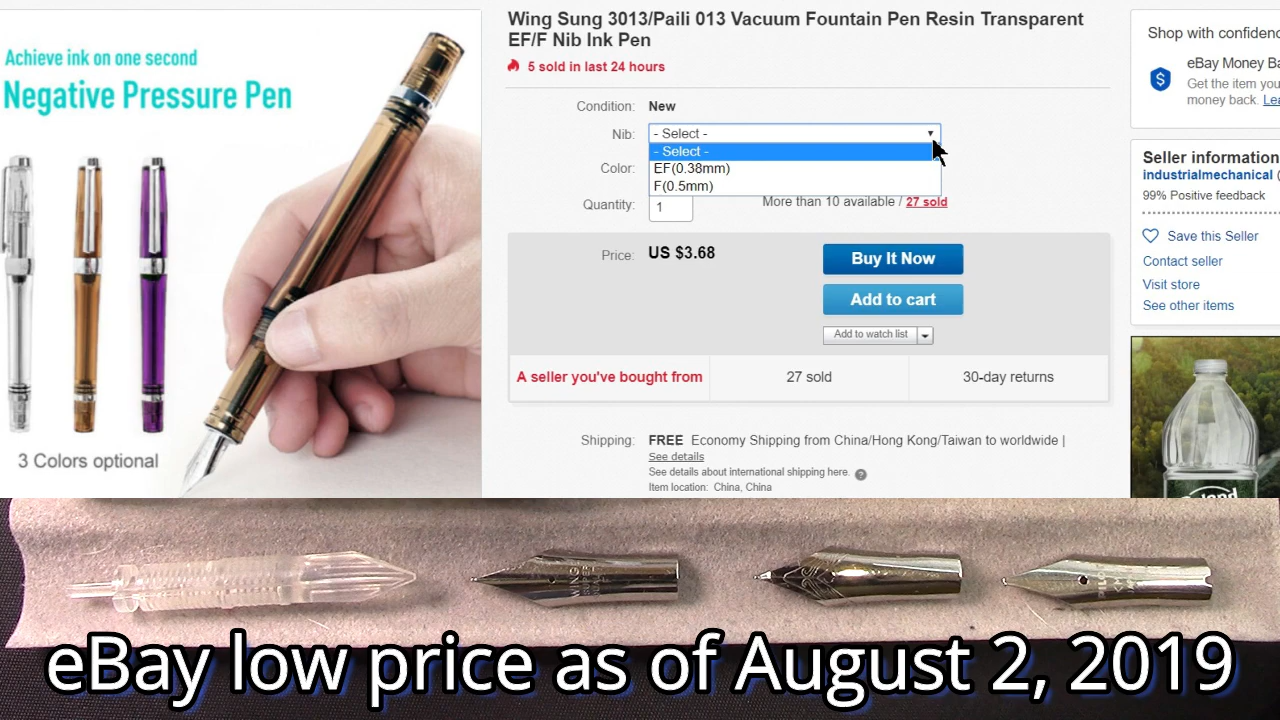 Achieve ink on one second
Negative Pressure Pen
3 Colors optional
Wing Sung 3013/Paili 013 Vacuum Fountain Pen Resin Transparent
EF/F Nib Ink Pen
5 sold in last 24 hours
Condition: New
Nib: - Select -
- Select -
EF(0.38mm)
F(0.5mm)
Color:
Quantity: 1 More than 10 available / 27 sold
Price: US $3.68
Buy It Now
Add to cart
Add to watch list
A seller you've bought from 27 sold 30-day returns
Shipping: FREE Economy Shipping from China/Hong Kong/Taiwan to worldwide |
See details
See details about international shipping here.
Item location: China, China
Shop with confidenc
eBay Money Ba
Get the item you
money back. Lea
Seller information
industrialmechanical (
99% Positive feedback
Save this Seller
Contact seller
Visit store
See other items
WING
eBay low price as of August 2, 2019